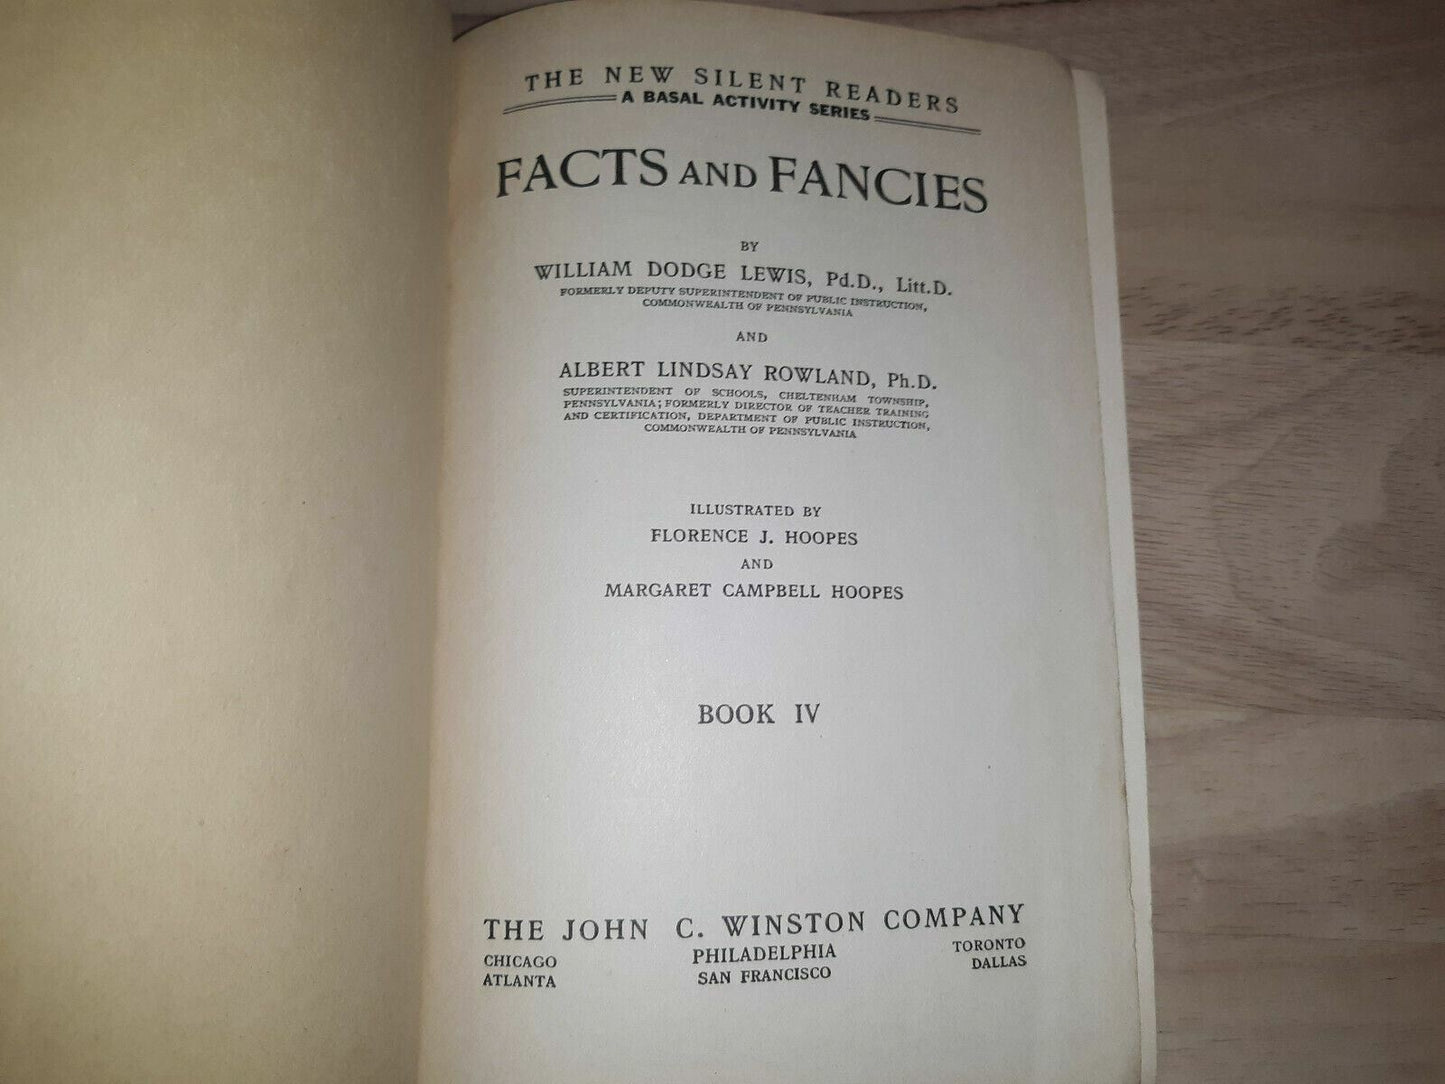 THE NEW SILENT READERS
A BASAL ACTIVITY SERIES
FACTS AND FANCIES
BY
WILLIAM DODGE LEWIS, Pd.D., Litt.D.
FORMERLY DEPUTY SUPERINTENDENT OF PUBLIC INSTRUCTION,
COMMONWEALTH OF PENNSYLVANIA
AND
ALBERT LINDSAY ROWLAND, Ph.D.
SUPERINTENDENT OF SCHOOLS, CHELTENHAM TOWNSHIP,
PENNSYLVANIA; FORMERLY DIRECTOR OF TEACHER TRAINING
AND CERTIFICATION, DEPARTMENT OF PUBLIC INSTRUCTION,
COMMONWEALTH OF PENNSYLVANIA
ILLUSTRATED BY
FLORENCE J. HOOPES
AND
MARGARET CAMPBELL HOOPES
BOOK IV
THE JOHN C. WINSTON COMPANY
CHICAGO PHILADELPHIA TORONTO
ATLANTA SAN FRANCISCO DALLAS